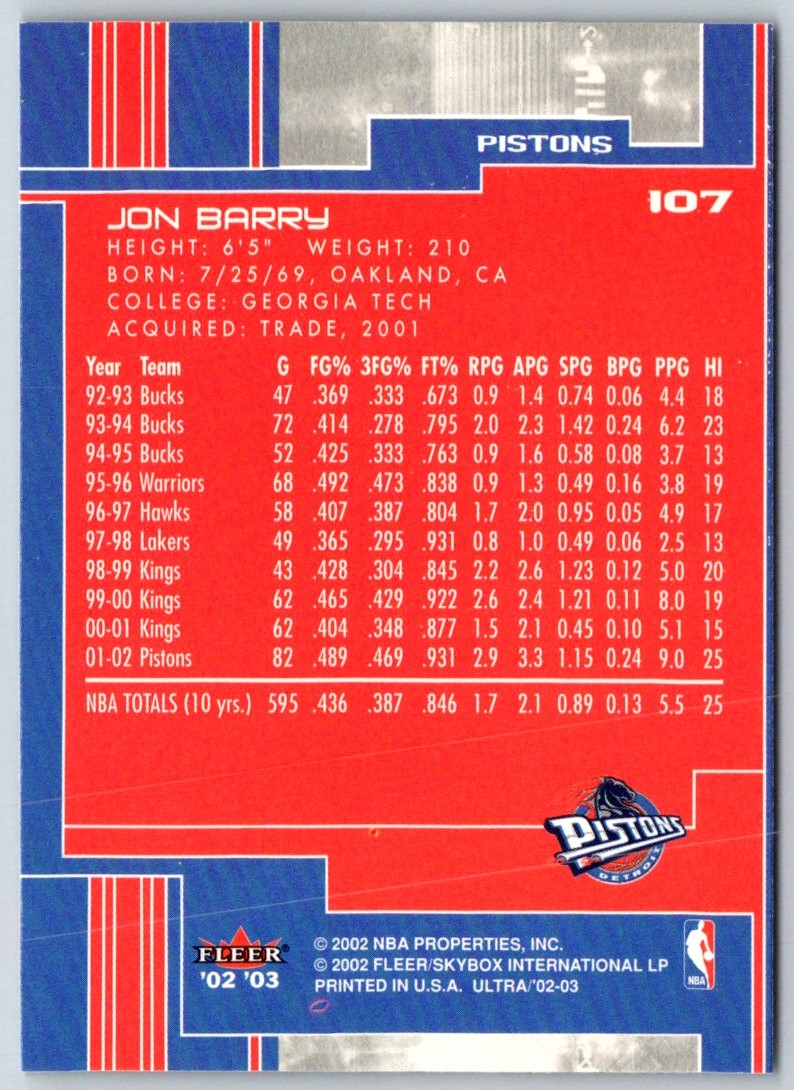 PISTONS
107
JON BARRY
HEIGHT: 6'5" WEIGHT: 210
BORN: 7/25/69, OAKLAND, CA
COLLEGE: GEORGIA TECH
ACQUIRED: TRADE, 2001
Year Team G FG% 3FG% FT% RPG APG SPG BPG PPG HI
92-93 Bucks 47 .369 .333 .673 0.9 1.4 0.74 0.06 4.4 18
93-94 Bucks 72 .414 .278 .795 2.0 2.3 1.42 0.24 6.2 23
94-95 Bucks 52 .425 .333 .763 0.9 1.6 0.58 0.08 3.7 13
95-96 Warriors 68 .492 .473 .838 0.9 1.3 0.49 0.16 3.8 19
96-97 Hawks 58 .407 .387 .804 1.7 2.0 0.95 0.05 4.9 17
97-98 Lakers 49 .365 .295 .931 0.8 1.0 0.49 0.06 2.5 13
98-99 Kings 43 .428 .304 .845 2.2 2.6 1.23 0.12 5.0 20
99-00 Kings 62 .465 .429 .922 2.6 2.4 1.21 0.11 8.0 19
00-01 Kings 62 .404 .348 .877 1.5 2.1 0.45 0.10 5.1 15
01-02 Pistons 82 .489 .469 .931 2.9 3.3 1.15 0.24 9.0 25
NBA TOTALS (10 yrs.) 595 .436 .387 .846 1.7 2.1 0.89 0.13 5.5 25
PISTONS
DETROIT
FLEER®
'02 '03
© 2002 NBA PROPERTIES, INC.
© 2002 FLEER/SKYBOX INTERNATIONAL LP
PRINTED IN U.S.A. ULTRA/'02-03
NBA